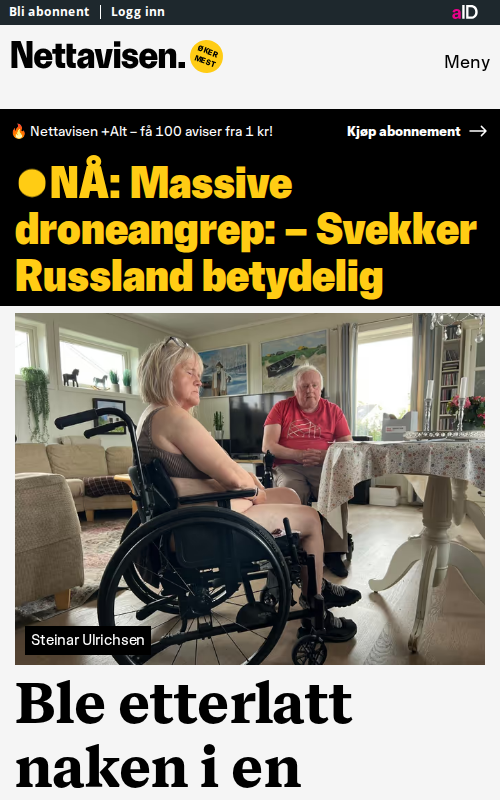 Bli abonnent | Logg inn
aID
Nettavisen.
ØKER
MEST
Meny
🔥 Nettavisen +Alt – få 100 aviser fra 1 kr!
Kjøp abonnement →
NÅ: Massive
droneangrep: – Svekker
Russland betydelig
Steinar Ulrichsen
Ble etterlatt
naken i en